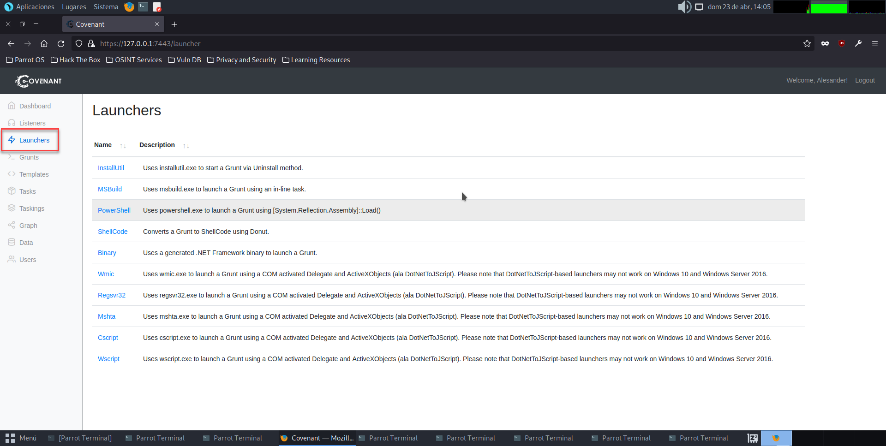 Aplicaciones Lugares Sistema dom 23 de abr, 14:05
Covenant
https://127.0.0.1:7443/launcher
Parrot OS Hack The Box OSINT Services Vuln DB Privacy and Security Learning Resources
COVENANT Welcome, Alesander! Logout
Dashboard
Listeners
Launchers
Grunts
Templates
Tasks
Taskings
Graph
Data
Users
Launchers
Name Description
InstallUtil Uses installutil.exe to start a Grunt via Uninstall method.
MSBuild Uses msbuild.exe to launch a Grunt using an in-line task.
PowerShell Uses powershell.exe to launch a Grunt using [System.Reflection.Assembly]::Load()
ShellCode Converts a Grunt to ShellCode using Donut.
Binary Uses a generated .NET Framework binary to launch a Grunt.
Wmic Uses wmic.exe to launch a Grunt using a COM activated Delegate and ActiveXObjects (ala DotNetToJScript). Please note that DotNetToJScript-based launchers may not work on Windows 10 and Windows Server 2016.
Regsvr32 Uses regsvr32.exe to launch a Grunt using a COM activated Delegate and ActiveXObjects (ala DotNetToJScript). Please note that DotNetToJScript-based launchers may not work on Windows 10 and Windows Server 2016.
Mshta Uses mshta.exe to launch a Grunt using a COM activated Delegate and ActiveXObjects (ala DotNetToJScript). Please note that DotNetToJScript-based launchers may not work on Windows 10 and Windows Server 2016.
Cscript Uses cscript.exe to launch a Grunt using a COM activated Delegate and ActiveXObjects (ala DotNetToJScript). Please note that DotNetToJScript-based launchers may not work on Windows 10 and Windows Server 2016.
Wscript Uses wscript.exe to launch a Grunt using a COM activated Delegate and ActiveXObjects (ala DotNetToJScript). Please note that DotNetToJScript-based launchers may not work on Windows 10 and Windows Server 2016.
Menú [Parrot Terminal] Parrot Terminal Parrot Terminal Covenant — Mozill... Parrot Terminal Parrot Terminal Parrot Terminal Parrot Terminal Parrot Terminal